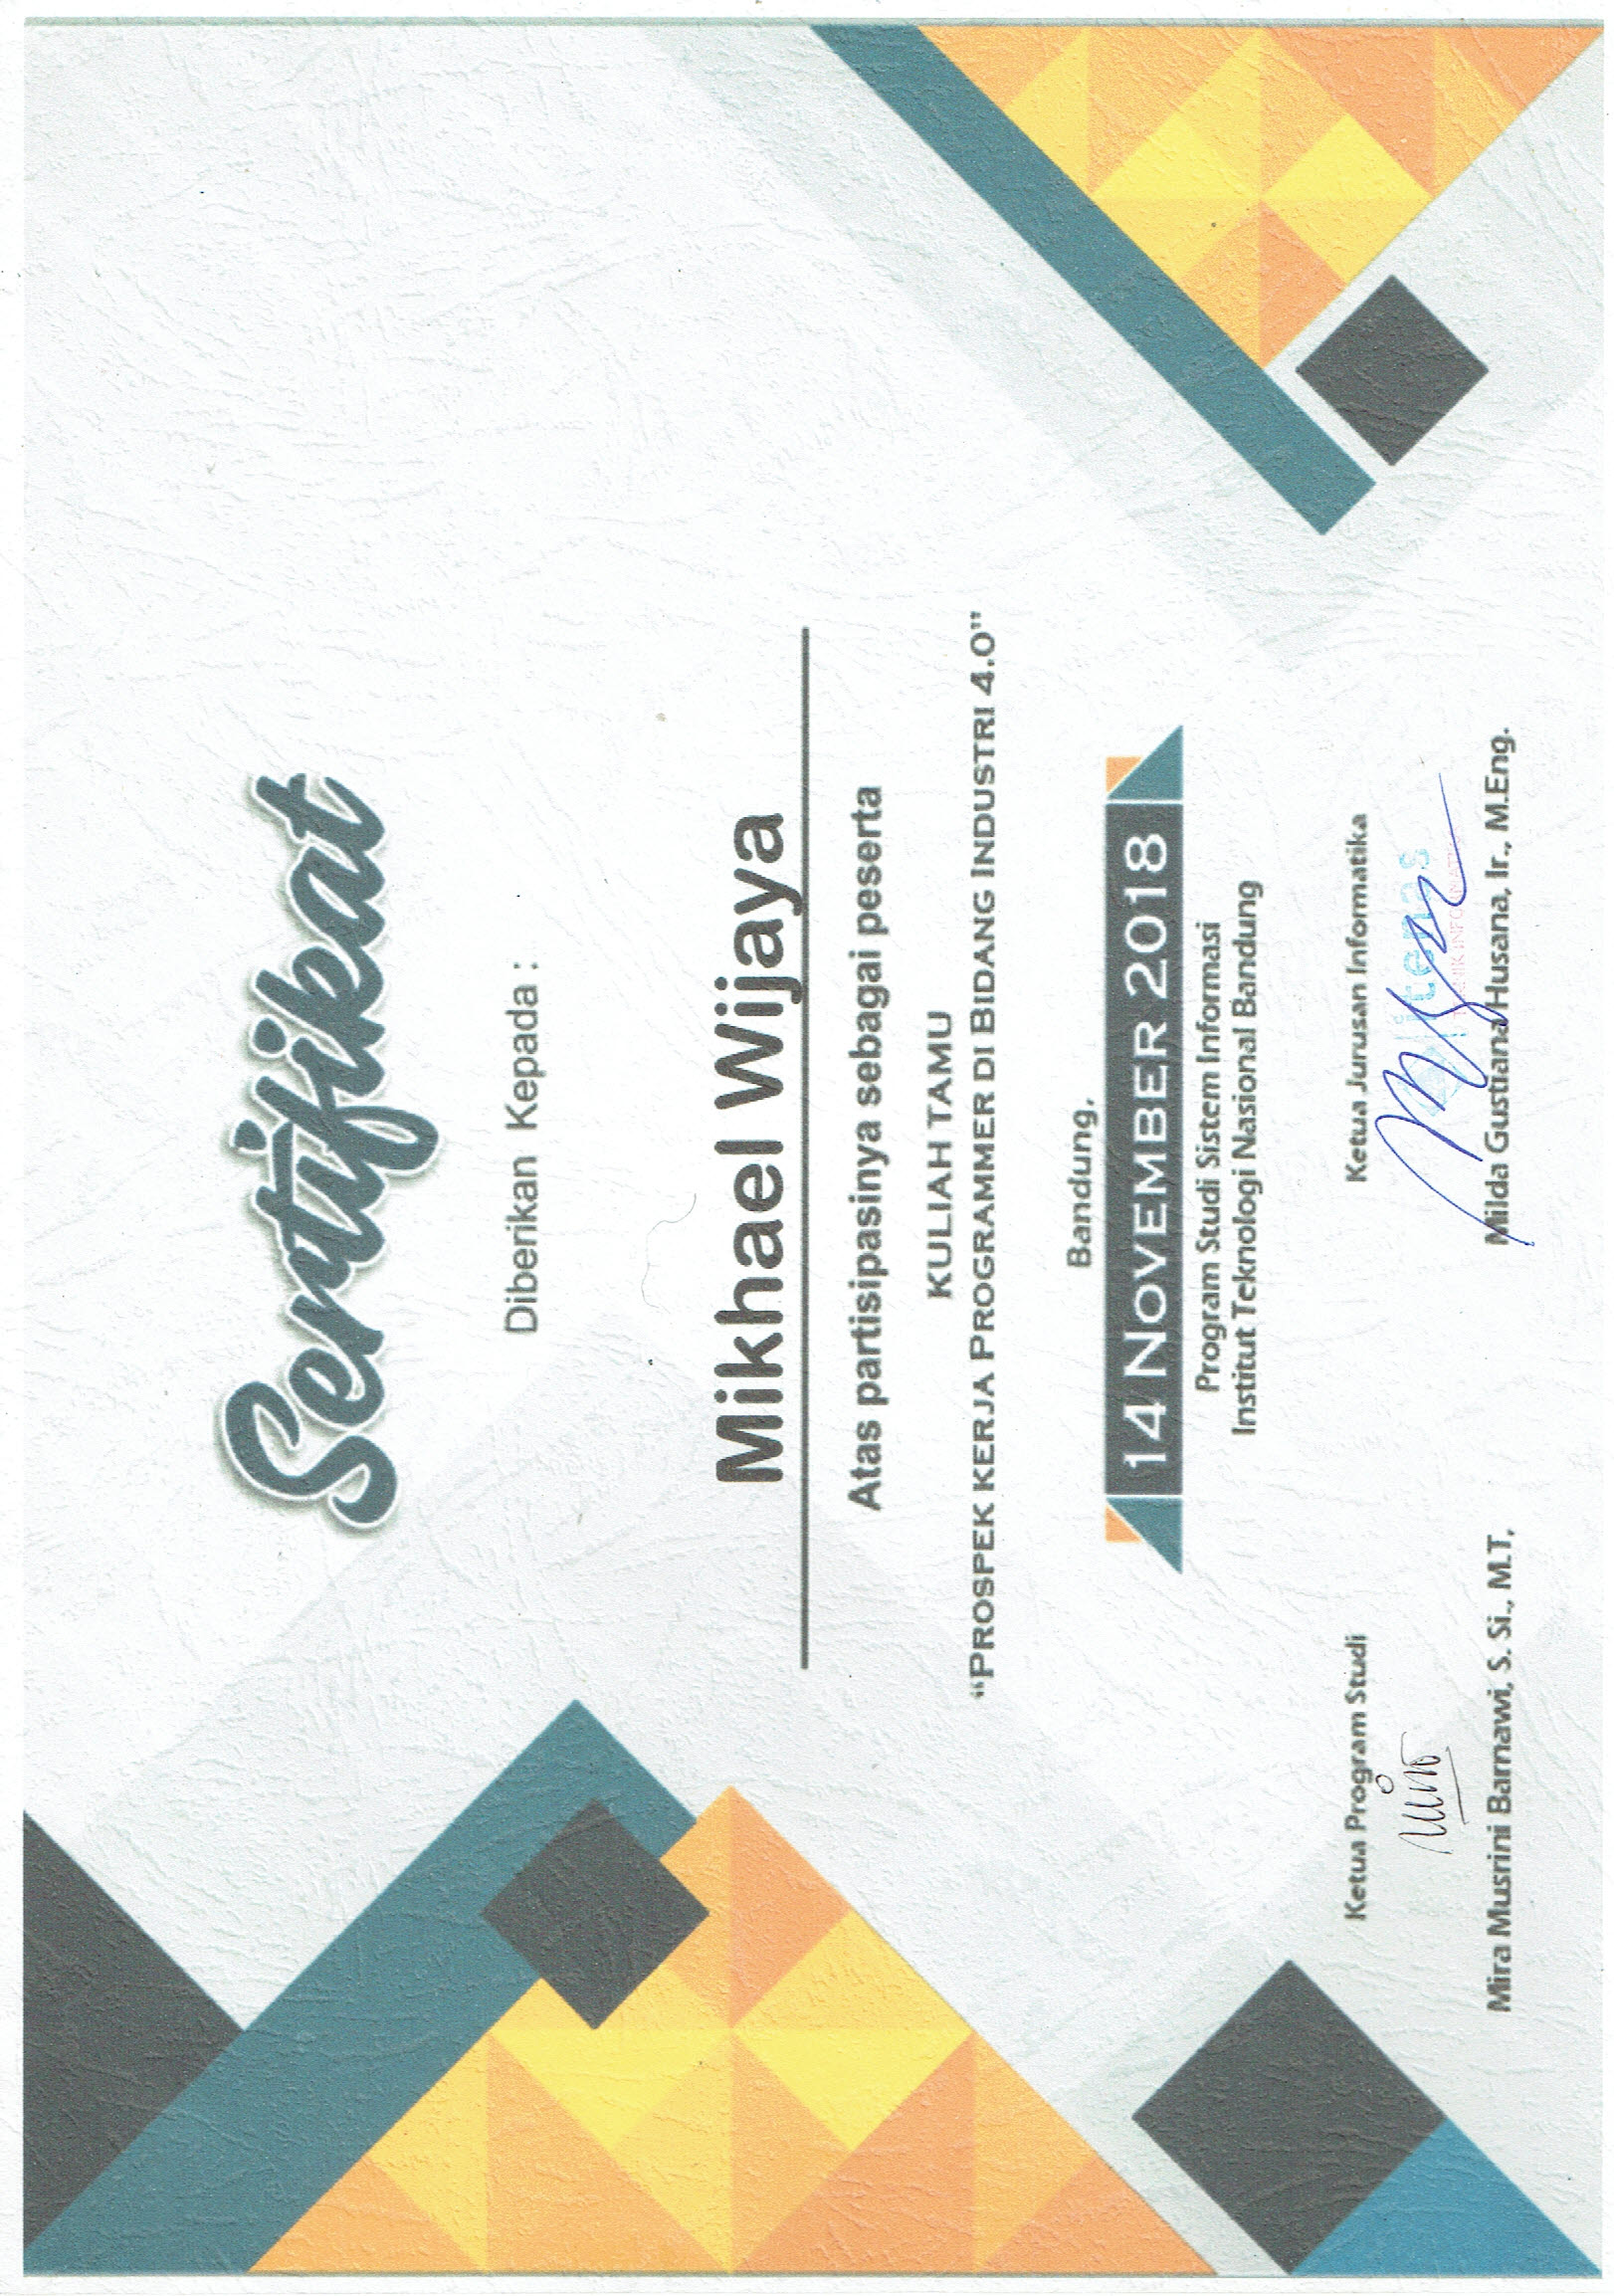 Sertifikat
Diberikan Kepada :
Mikhael Wijaya
Atas partisipasinya sebagai peserta
KULIAH TAMU
“PROSPEK KERJA PROGRAMMER DI BIDANG INDUSTRI 4.0”
Bandung,
14 NOVEMBER 2018
Program Studi Sistem Informasi
Institut Teknologi Nasional Bandung
Ketua Program Studi
Ketua Jurusan Informatika
itenas
TEKNIK INFORMATIKA
Mira Musrini Barnawi, S. Si., M.T,
Milda Gustiana Husana, Ir., M.Eng.